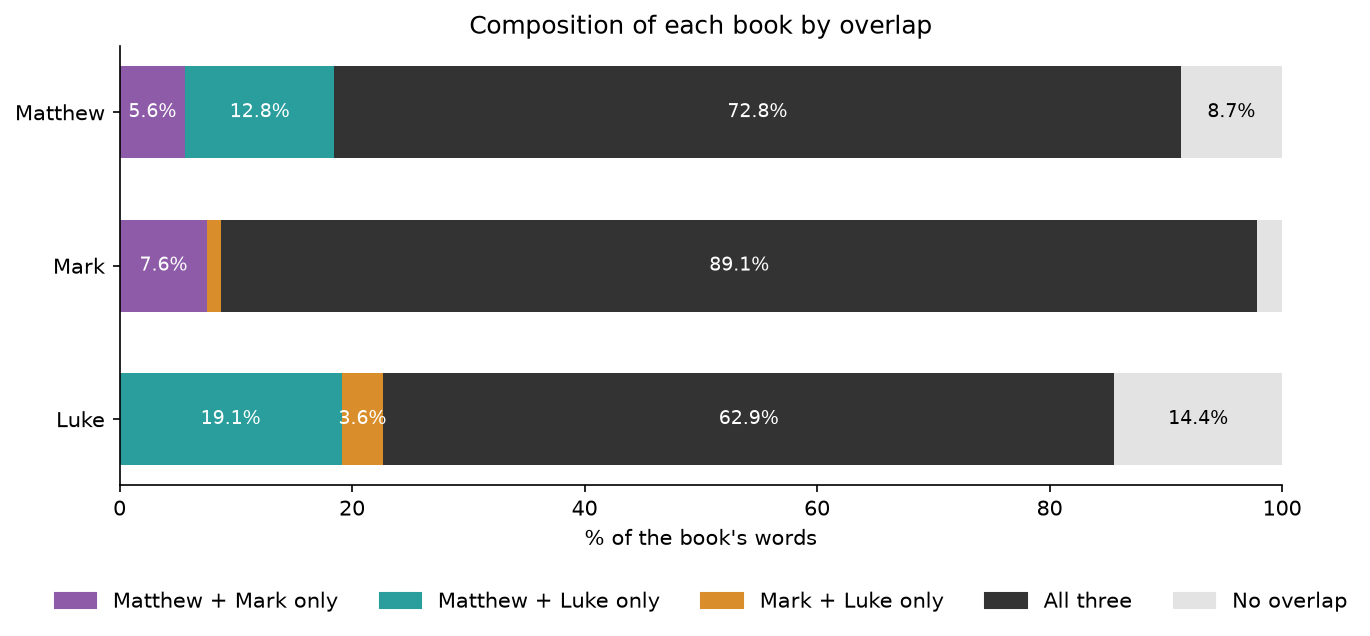 Composition of each book by overlap
Matthew 5.6% 12.8% 72.8% 8.7%
Mark 7.6% 89.1%
Luke 19.1% 3.6% 62.9% 14.4%
0 20 40 60 80 100
% of the book's words
Matthew + Mark only Matthew + Luke only Mark + Luke only All three No overlap